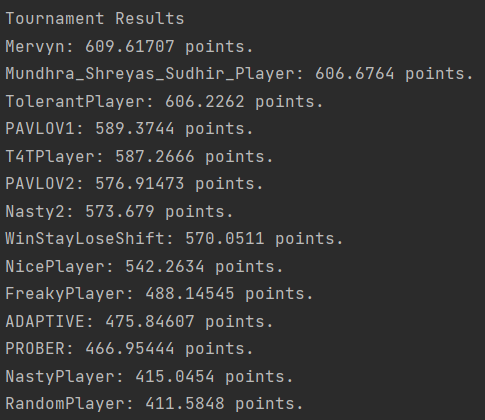 Tournament Results
Mervyn: 609.61707 points.
Mundhra_Shreyas_Sudhir_Player: 606.6764 points.
TolerantPlayer: 606.2262 points.
PAVLOV1: 589.3744 points.
T4TPlayer: 587.2666 points.
PAVLOV2: 576.91473 points.
Nasty2: 573.679 points.
WinStayLoseShift: 570.0511 points.
NicePlayer: 542.2634 points.
FreakyPlayer: 488.14545 points.
ADAPTIVE: 475.84607 points.
PROBER: 466.95444 points.
NastyPlayer: 415.0454 points.
RandomPlayer: 411.5848 points.